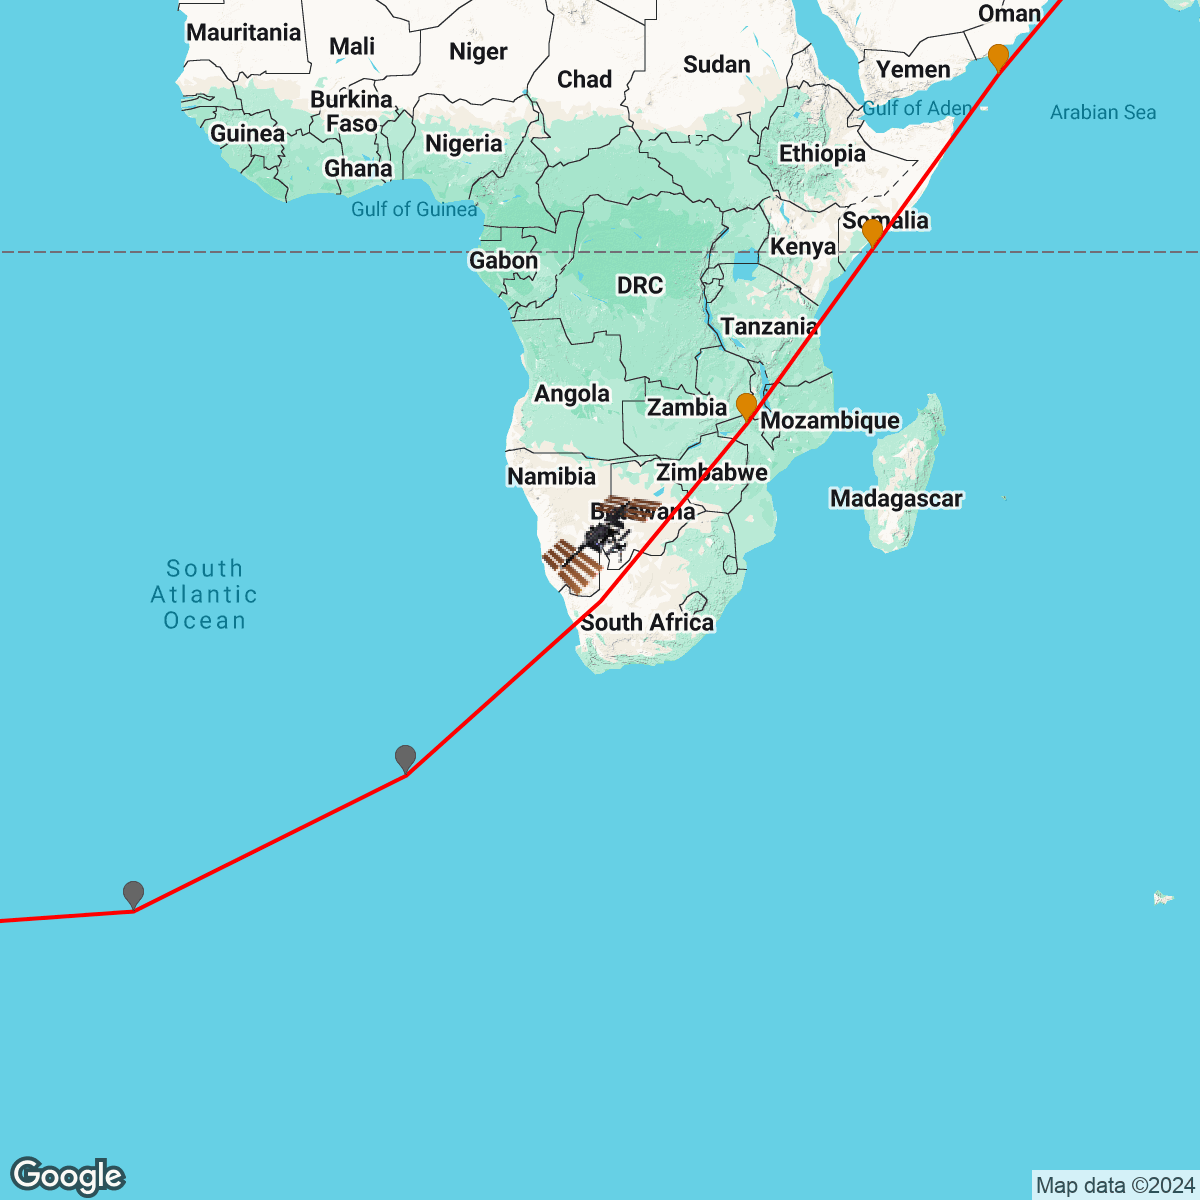 Oman
Mauritania
Mali
Niger
Sudan
Yemen
Chad
Burkina
Faso
Gulf of Aden
Arabian Sea
Guinea
Nigeria
Ethiopia
Ghana
Gulf of Guinea
Somalia
Kenya
Gabon
DRC
Tanzania
Angola
Zambia
Mozambique
Namibia
Zimbabwe
Madagascar
Botswana
South
Atlantic
Ocean
South Africa
Google
Map data ©2024